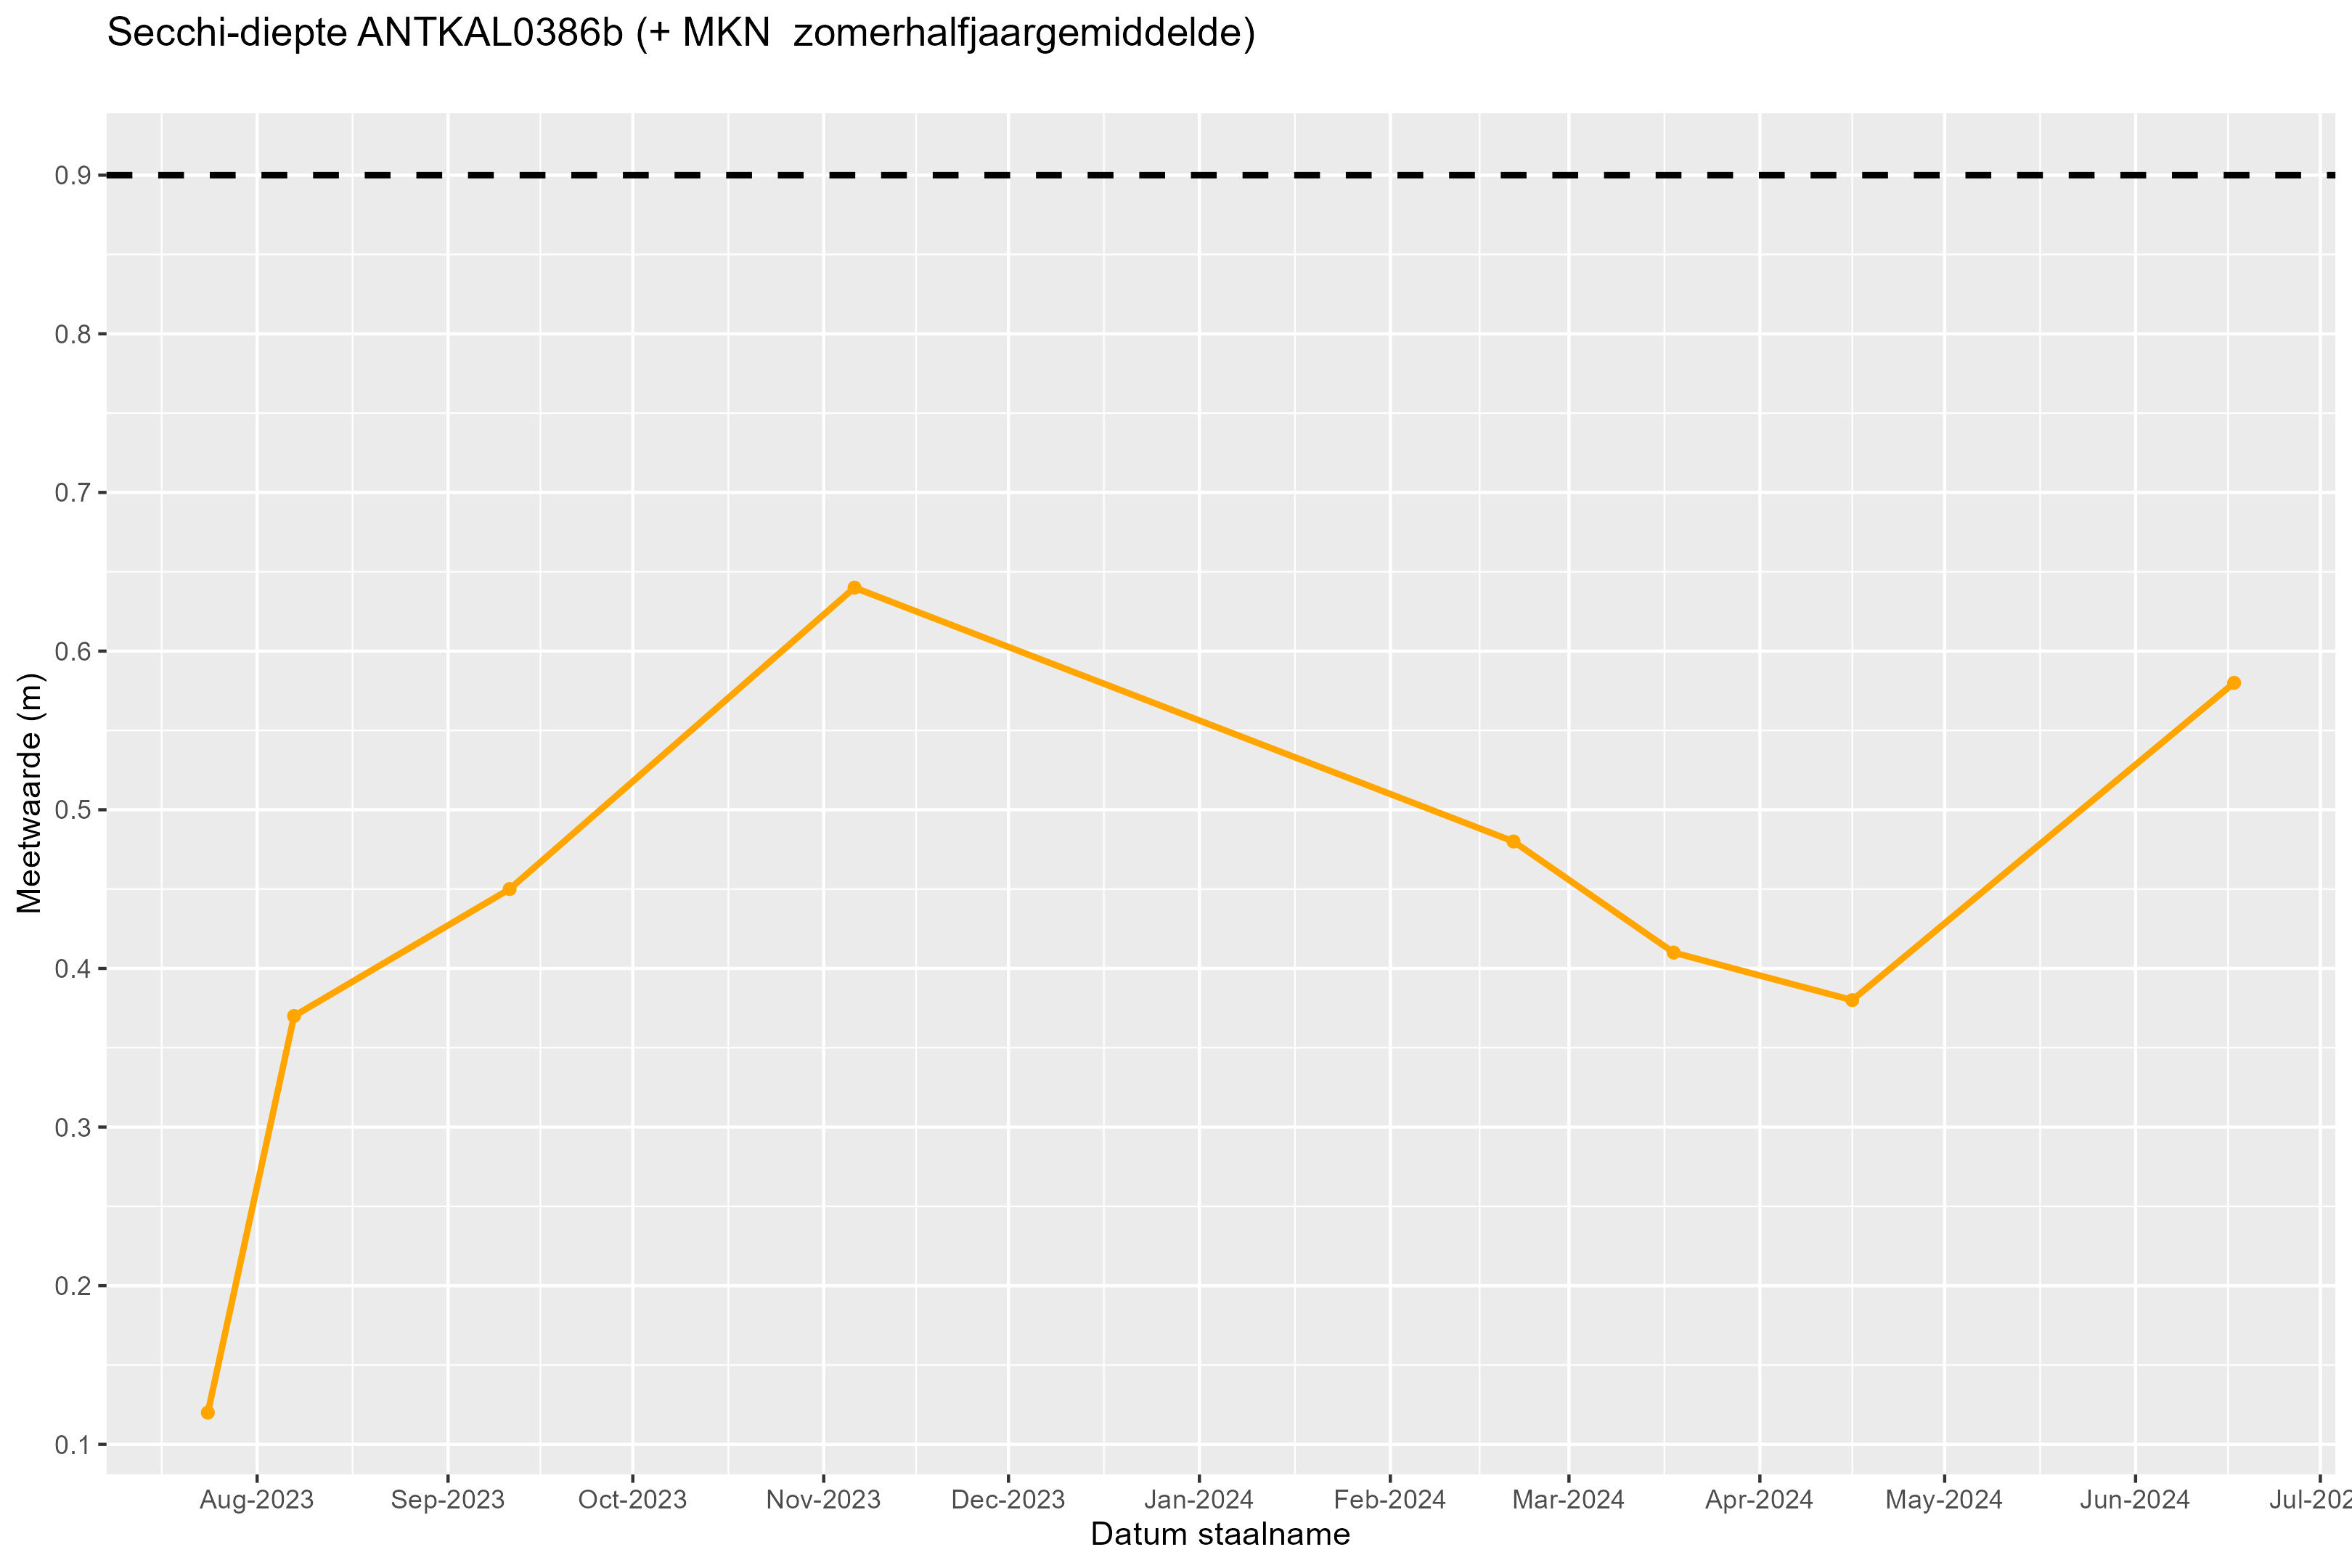 Secchi-diepte ANTKAL0386b (+ MKN  zomerhalfjaargemiddelde)
Meetwaarde (m)
0.9
0.8
0.7
0.6
0.5
0.4
0.3
0.2
0.1
Aug-2023 Sep-2023 Oct-2023 Nov-2023 Dec-2023 Jan-2024 Feb-2024 Mar-2024 Apr-2024 May-2024 Jun-2024 Jul-202
Datum staalname